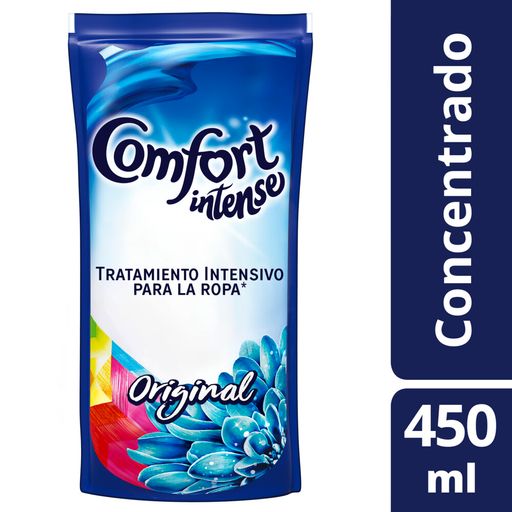 Comfort
intense
TRATAMIENTO INTENSIVO
PARA LA ROPA*
Original
Concentrado
450
ml